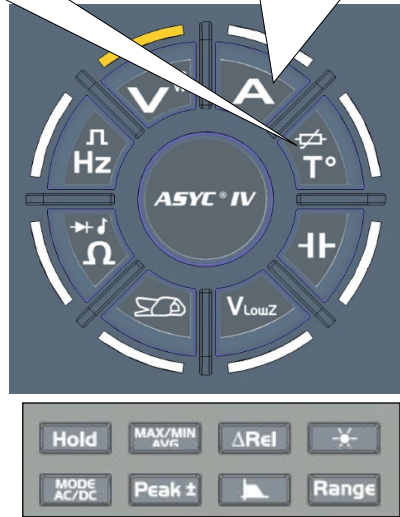 V A
Hz T°
ASYC® IV
Ω
VLowZ
Hold MAX/MIN AVG ΔRel
MODE AC/DC Peak ± Range